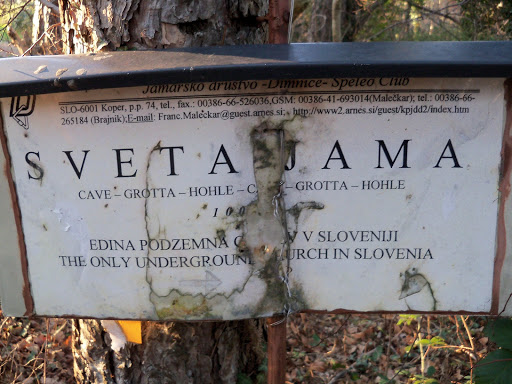 Jamarsko društvo -Dimnice- Speleo Club
SLO-6001 Koper, p.p. 74, tel., fax.: 00386-66-526036,GSM: 00386-41-693014(Malečkar); tel.: 00386-66-
265184 (Brajnik);E-mail: Franc.Malečkar@guest.arnes.si; http://www2.arnes.si/guest/kpjdd2/index.htm
SVETA JAMA
CAVE – GROTTA – HOHLE – – GROTTA – HOHLE
EDINA PODZEMNA V SLOVENIJI
THE ONLY UNDERGROUND CHURCH IN SLOVENIA